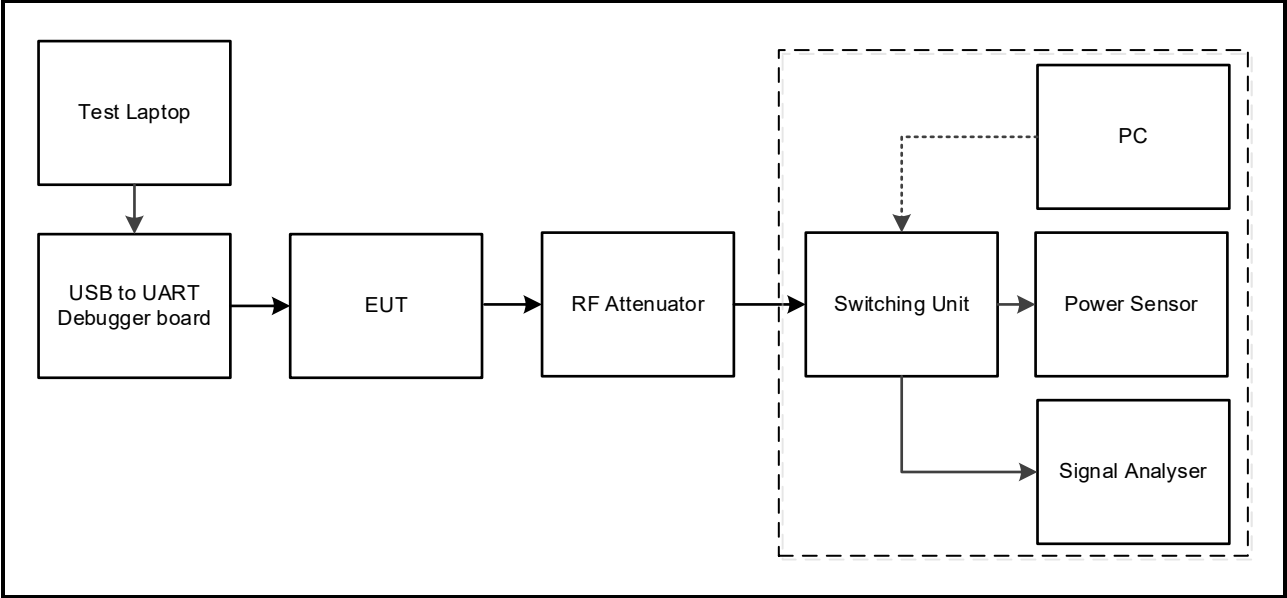 Test Laptop
PC
USB to UART
Debugger board
EUT
RF Attenuator
Switching Unit
Power Sensor
Signal Analyser